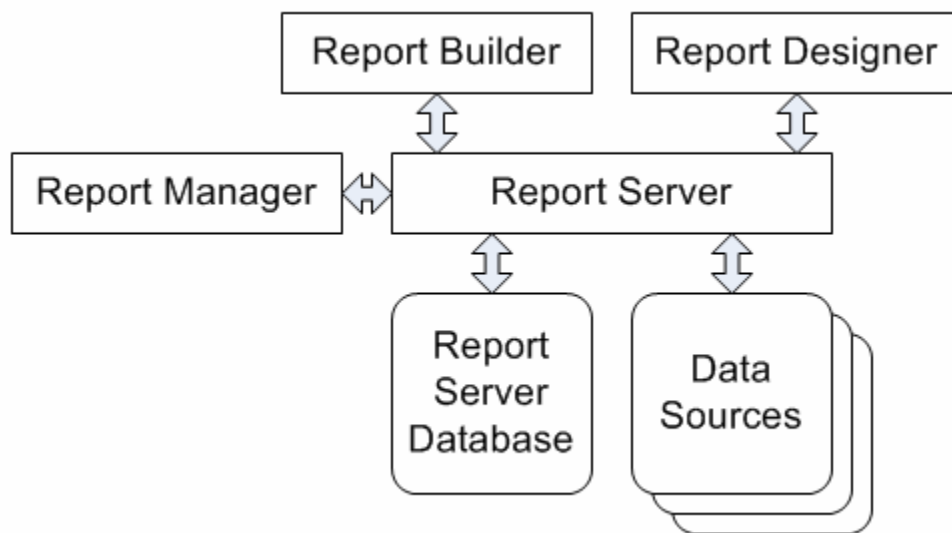 Report Builder
Report Designer
Report Manager
Report Server
Report
Server
Database
Data
Sources